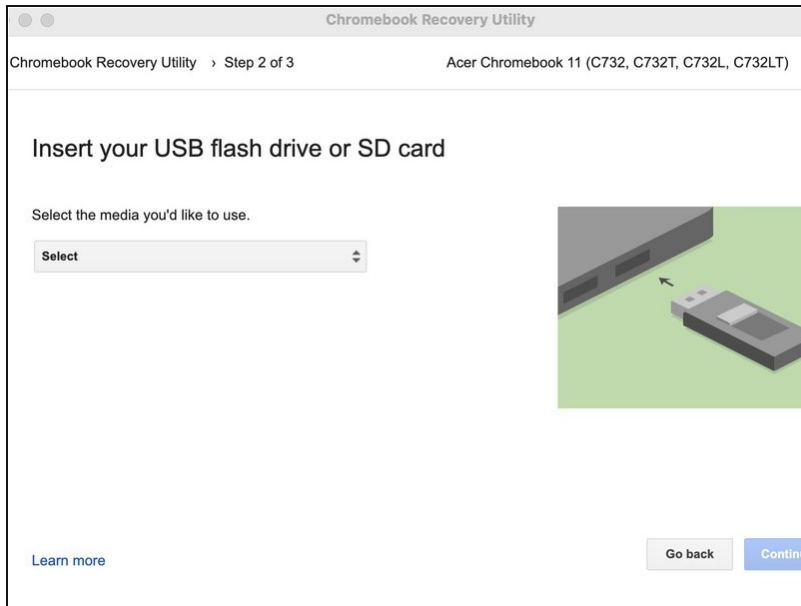 Chromebook Recovery Utility
Chromebook Recovery Utility › Step 2 of 3 Acer Chromebook 11 (C732, C732T, C732L, C732LT)
Insert your USB flash drive or SD card
Select the media you'd like to use.
Select
Learn more Go back Continu